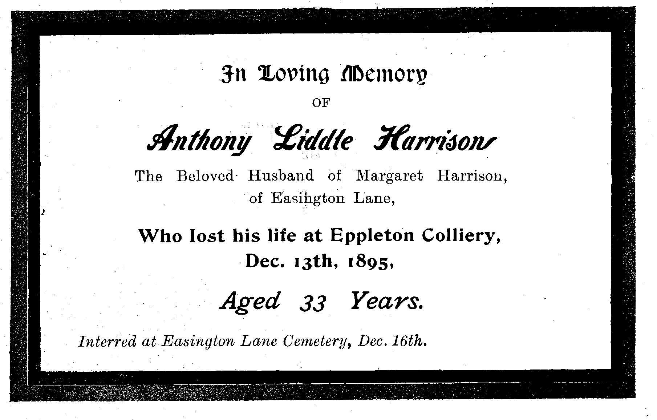 In Loving Memory
OF
Anthony Liddle Harrison
The Beloved Husband of Margaret Harrison,
of Easington Lane,
Who lost his life at Eppleton Colliery,
Dec. 13th, 1895,
Aged 33 Years.
Interred at Easington Lane Cemetery, Dec. 16th.